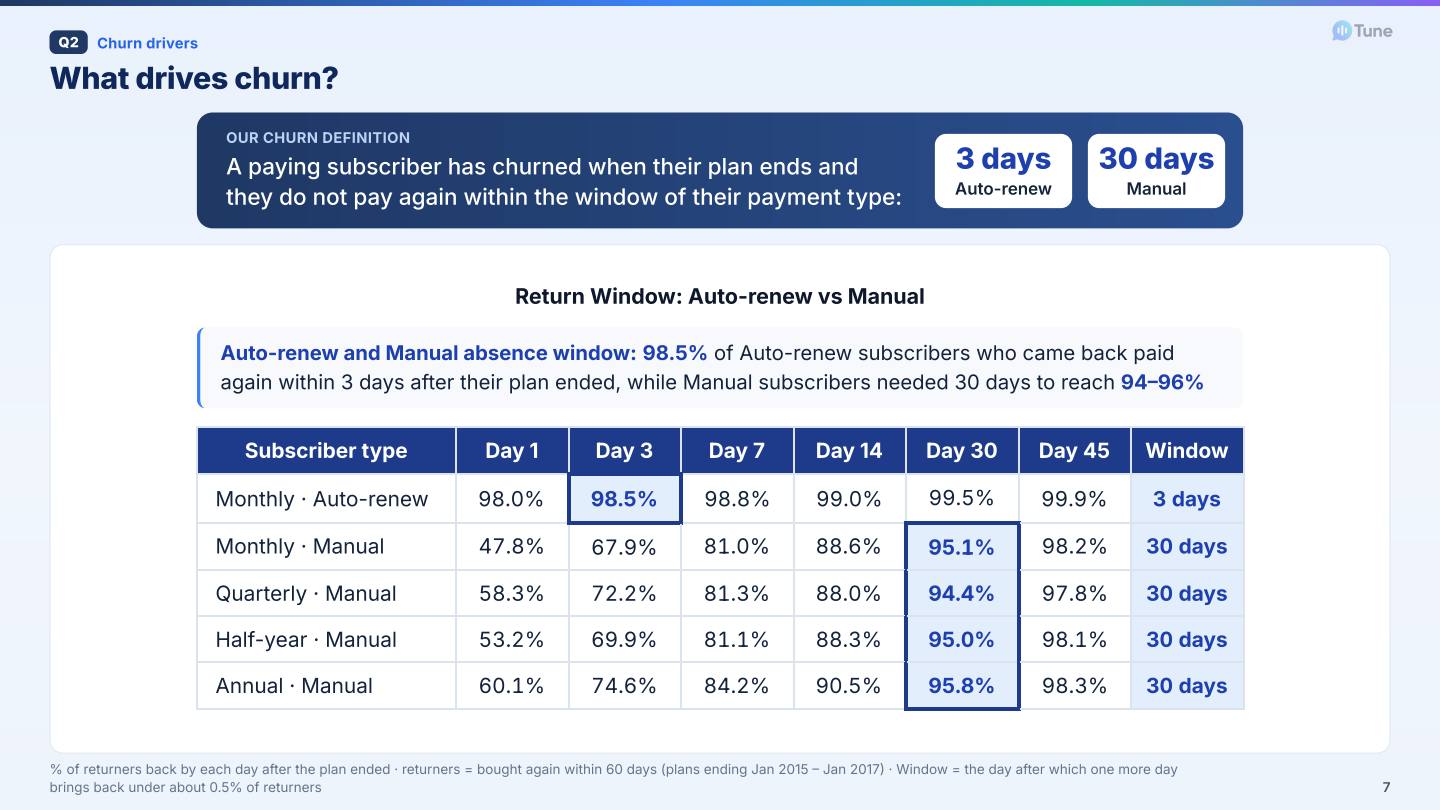 Q2 Churn drivers
Tune
What drives churn?
OUR CHURN DEFINITION
A paying subscriber has churned when their plan ends and
they do not pay again within the window of their payment type:
3 days
Auto-renew
30 days
Manual
Return Window: Auto-renew vs Manual
Auto-renew and Manual absence window: 98.5% of Auto-renew subscribers who came back paid
again within 3 days after their plan ended, while Manual subscribers needed 30 days to reach 94–96%
Subscriber type Day 1 Day 3 Day 7 Day 14 Day 30 Day 45 Window
Monthly · Auto-renew 98.0% 98.5% 98.8% 99.0% 99.5% 99.9% 3 days
Monthly · Manual 47.8% 67.9% 81.0% 88.6% 95.1% 98.2% 30 days
Quarterly · Manual 58.3% 72.2% 81.3% 88.0% 94.4% 97.8% 30 days
Half-year · Manual 53.2% 69.9% 81.1% 88.3% 95.0% 98.1% 30 days
Annual · Manual 60.1% 74.6% 84.2% 90.5% 95.8% 98.3% 30 days
% of returners back by each day after the plan ended · returners = bought again within 60 days (plans ending Jan 2015 – Jan 2017) · Window = the day after which one more day
brings back under about 0.5% of returners
7